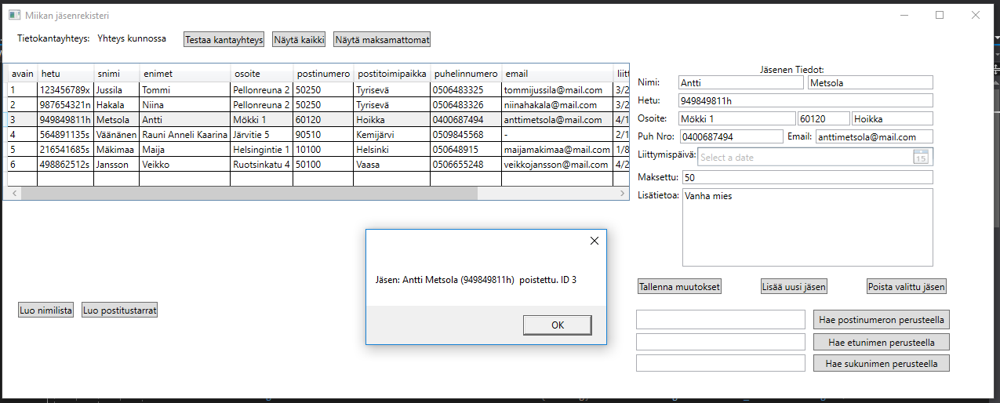 Miikan jäsenrekisteri
Tietokantayhteys: Yhteys kunnossa Testaa kantayhteys Näytä kaikki Näytä maksamattomat
avain hetu snimi enimet osoite postinumero postitoimipaikka puhelinnumero email liitt
1 123456789x Jussila Tommi Pellonreuna 2 50250 Tyrisevä 0506483325 tommijussila@mail.com 3/2
2 987654321n Hakala Niina Pellonreuna 2 50250 Tyrisevä 0506483326 niinahakala@mail.com 3/2
3 949849811h Metsola Antti Mökki 1 60120 Hoikka 0400687494 anttimetsola@mail.com 4/1
4 564891135s Väänänen Rauni Anneli Kaarina Järvitie 5 90510 Kemijärvi 0509845568 - 2/1
5 216541685s Mäkimaa Maija Helsingintie 1 10100 Helsinki 050648915 maijamakimaa@mail.com 1/8
6 498862512s Jansson Veikko Ruotsinkatu 4 50100 Vaasa 0506655248 veikkojansson@mail.com 4/2
Jäsenen Tiedot:
Nimi: Antti Metsola
Hetu: 949849811h
Osoite: Mökki 1 60120 Hoikka
Puh Nro: 0400687494 Email: anttimetsola@mail.com
Liittymispäivä: Select a date 15
Maksettu: 50
Lisätietoa: Vanha mies
Jäsen: Antti Metsola (949849811h) poistettu. ID 3
OK
Tallenna muutokset Lisää uusi jäsen Poista valittu jäsen
Luo nimilista Luo postitustarrat
Hae postinumeron perusteella
Hae etunimen perusteella
Hae sukunimen perusteella